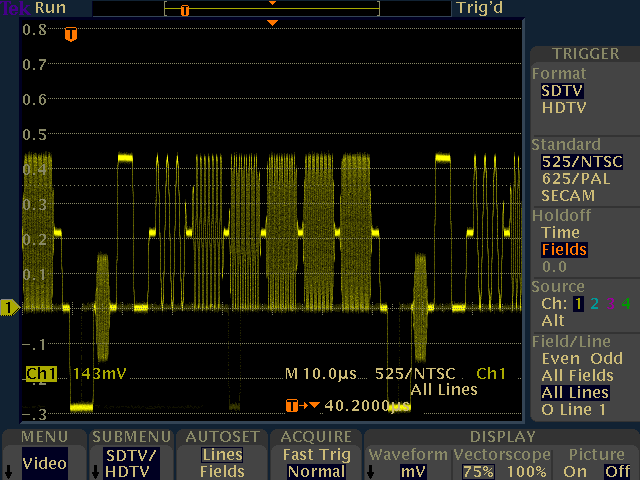 Tek Run Trig'd
T
T
0.8
0.7
0.6
0.5
0.4
0.3
0.2
0.1
1
-.1
-.3
Ch1 143mV M 10.0µs 525/NTSC Ch1
All Lines
T→▼ 40.2000µs
TRIGGER
Format
SDTV
HDTV
Standard
525/NTSC
625/PAL
SECAM
Holdoff
Time
Fields
0.0
Source
Ch: 1 2 3 4
Alt
Field/Line
Even Odd
All Fields
All Lines
O Line 1
MENU
Video
SUBMENU
SDTV/
HDTV
AUTOSET
Lines
Fields
ACQUIRE
Fast Trig
Normal
DISPLAY
Waveform Vectorscope Picture
mV 75% 100% On Off